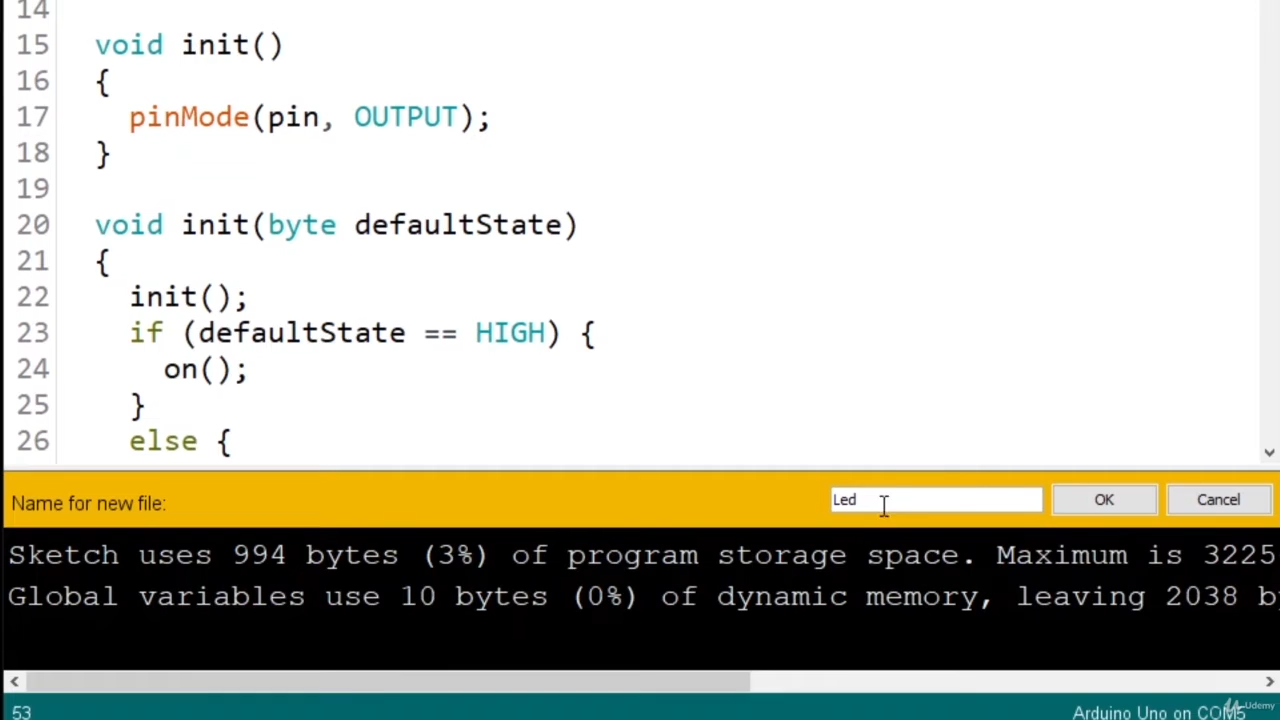 14
15 void init()
16 {
17 pinMode(pin, OUTPUT);
18 }
19
20 void init(byte defaultState)
21 {
22 init();
23 if (defaultState == HIGH) {
24 on();
25 }
26 else {
Name for new file: Led OK Cancel
Sketch uses 994 bytes (3%) of program storage space. Maximum is 3225
Global variables use 10 bytes (0%) of dynamic memory, leaving 2038 b
53 Arduino Uno on COM5
Udemy